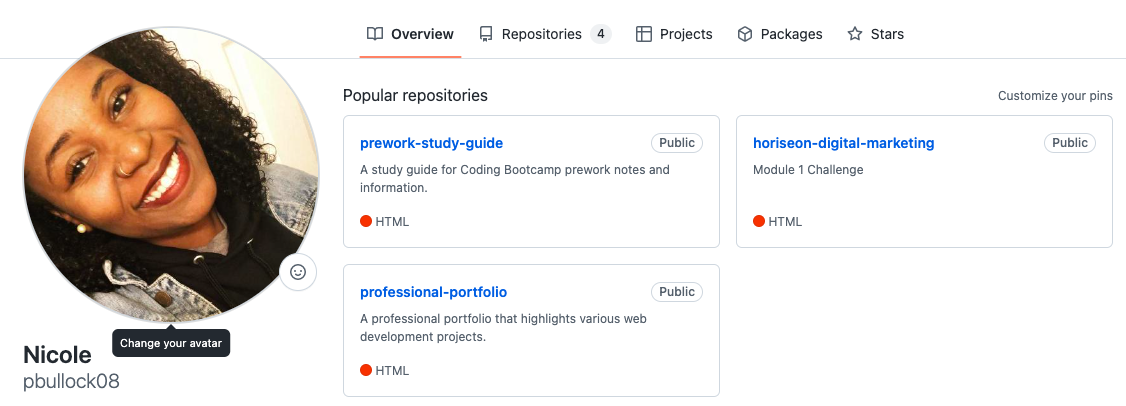 Overview Repositories 4 Projects Packages Stars
Popular repositories Customize your pins
prework-study-guide Public
A study guide for Coding Bootcamp prework notes and
information.
HTML
horiseon-digital-marketing Public
Module 1 Challenge
HTML
professional-portfolio Public
A professional portfolio that highlights various web
development projects.
HTML
Change your avatar
Nicole
pbullock08